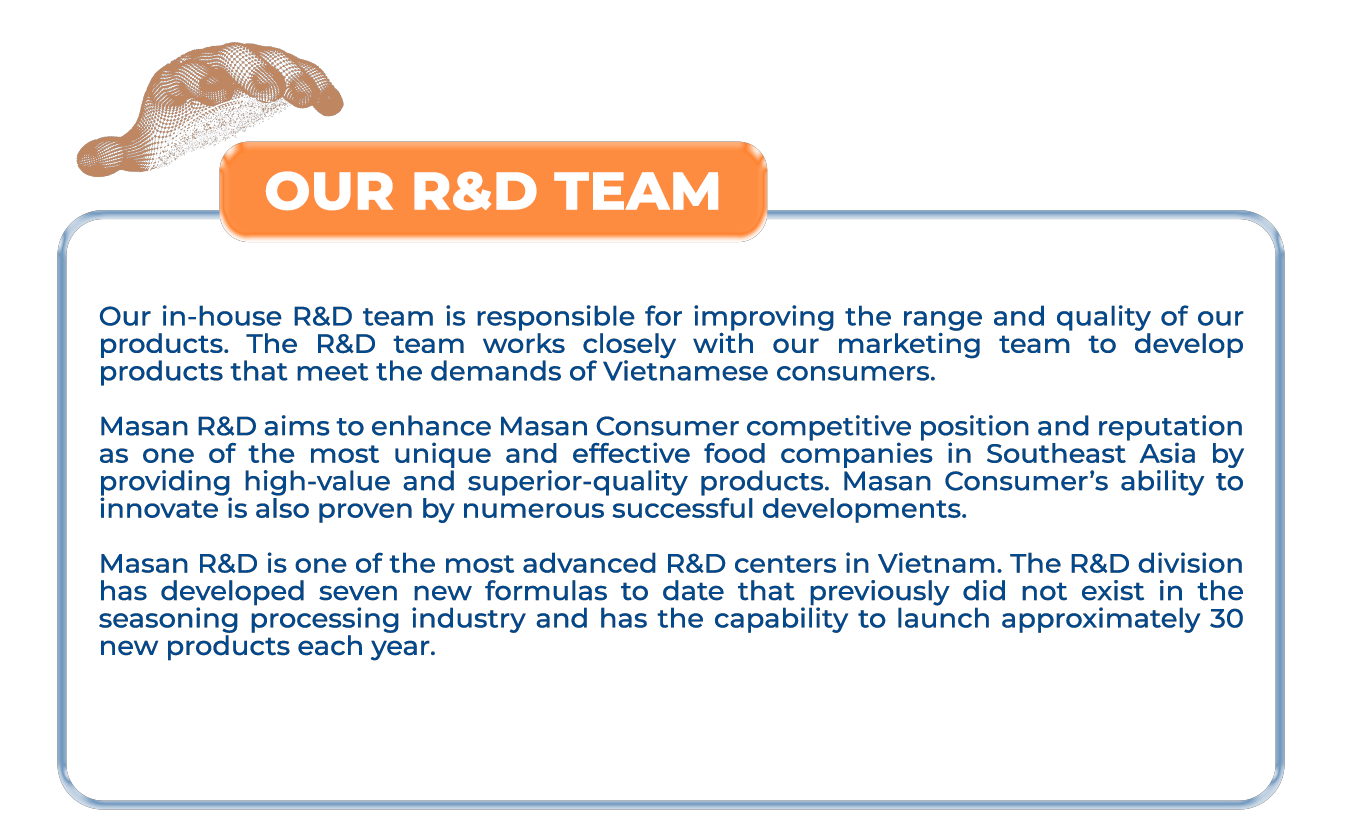 OUR R&D TEAM
Our in-house R&D team is responsible for improving the range and quality of our
products. The R&D team works closely with our marketing team to develop
products that meet the demands of Vietnamese consumers.
Masan R&D aims to enhance Masan Consumer competitive position and reputation
as one of the most unique and effective food companies in Southeast Asia by
providing high-value and superior-quality products. Masan Consumer’s ability to
innovate is also proven by numerous successful developments.
Masan R&D is one of the most advanced R&D centers in Vietnam. The R&D division
has developed seven new formulas to date that previously did not exist in the
seasoning processing industry and has the capability to launch approximately 30
new products each year.